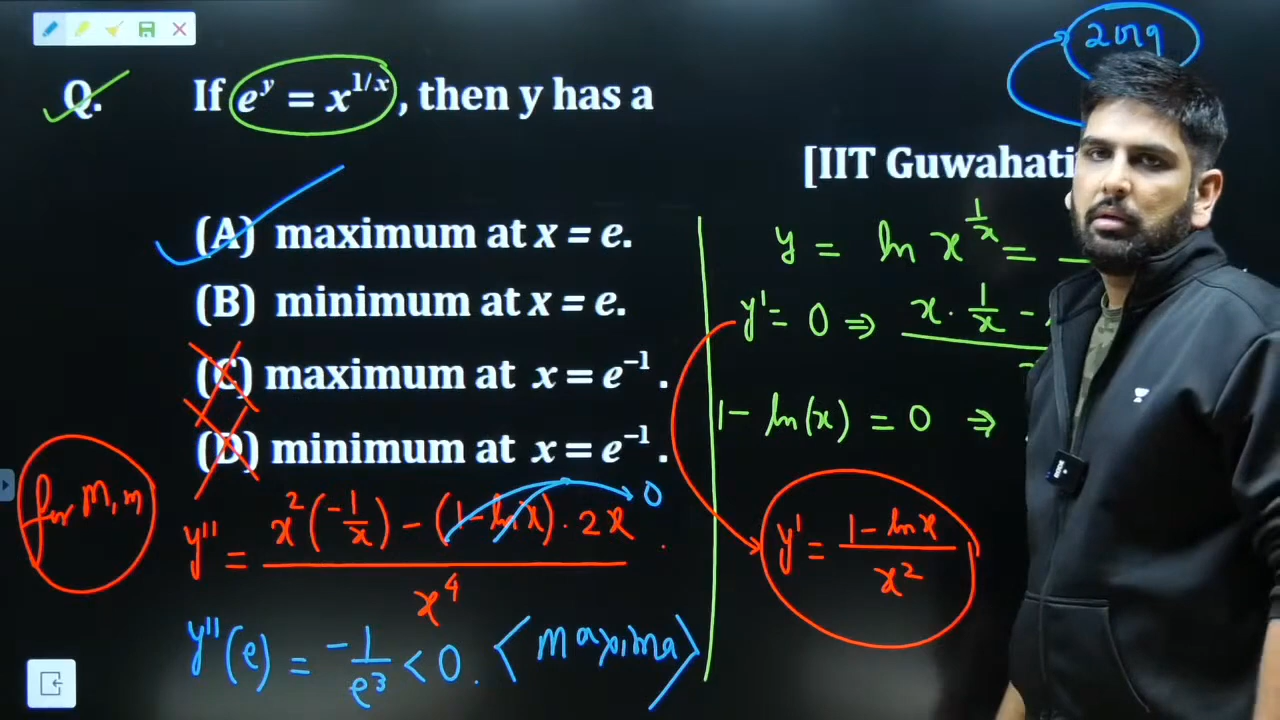 2019
Q. If e^y = x^{1/x}, then y has a
[IIT Guwahati
(A) maximum at x = e.
(B) minimum at x = e.
(C) maximum at x = e^{-1}.
(D) minimum at x = e^{-1}.
y = ln x^{1/x} =
y' = 0 ⇒ x · 1/x -
1 - ln(x) = 0 ⇒
y' = (1 - ln x)/x^2
for M, m
y'' = (x^2(-1/x) - (1 - ln x) · 2x)/x^4 .
0
y''(e) = -1/e^3 < 0. <maxima>